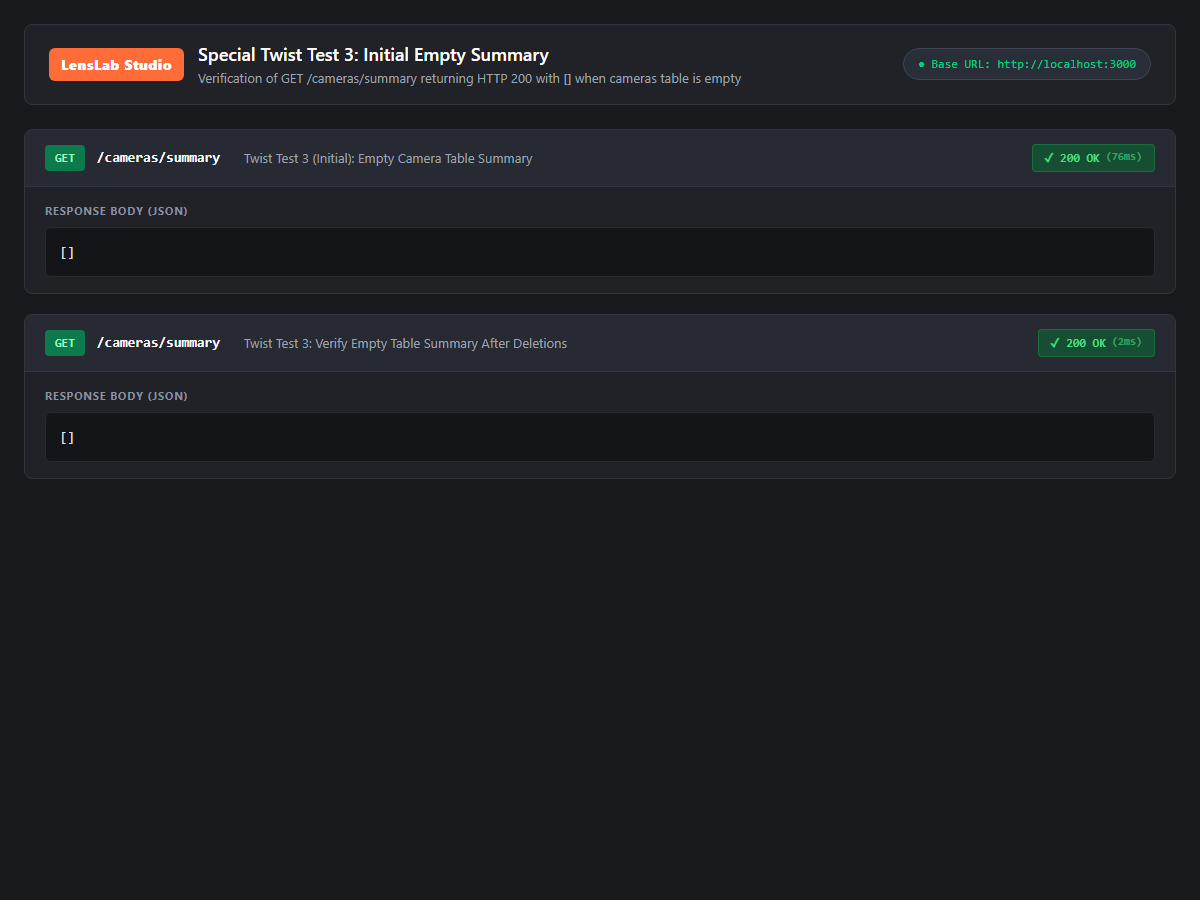 LensLab Studio
Special Twist Test 3: Initial Empty Summary
Verification of GET /cameras/summary returning HTTP 200 with [] when cameras table is empty
● Base URL: http://localhost:3000
GET /cameras/summary Twist Test 3 (Initial): Empty Camera Table Summary ✓ 200 OK (76ms)
RESPONSE BODY (JSON)
[]
GET /cameras/summary Twist Test 3: Verify Empty Table Summary After Deletions ✓ 200 OK (2ms)
RESPONSE BODY (JSON)
[]